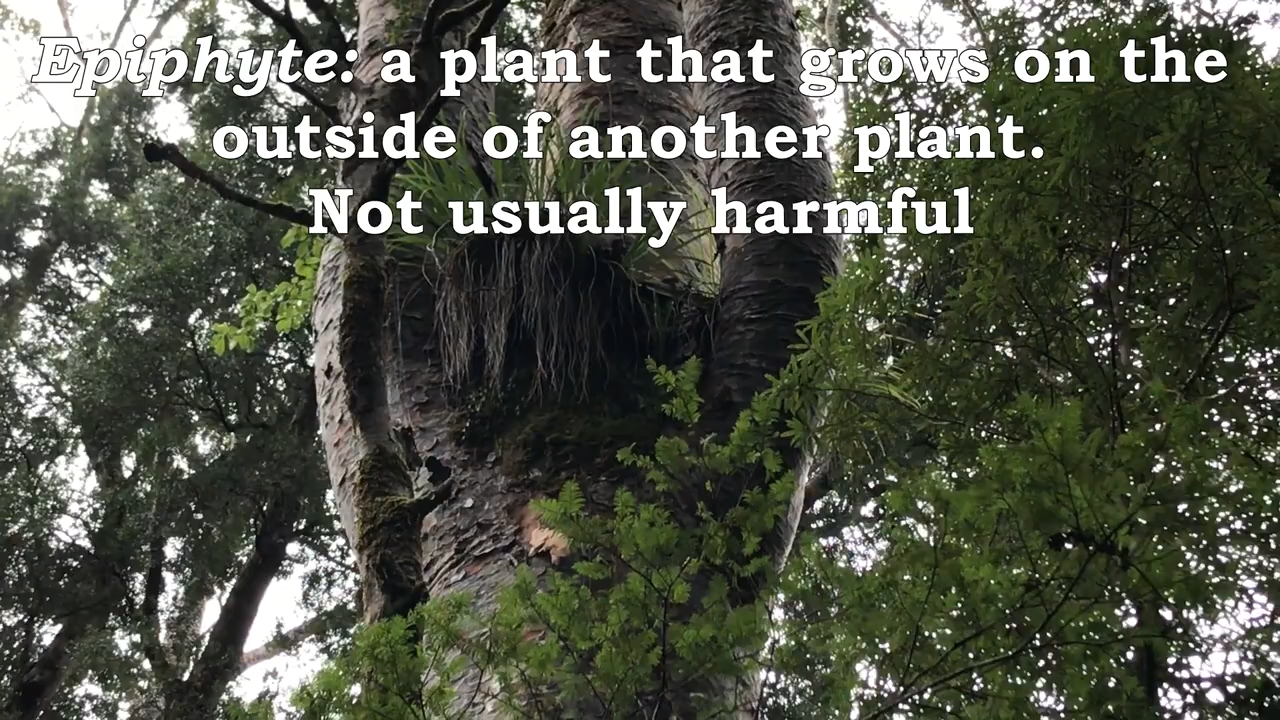 Epiphyte: a plant that grows on the
outside of another plant.
Not usually harmful